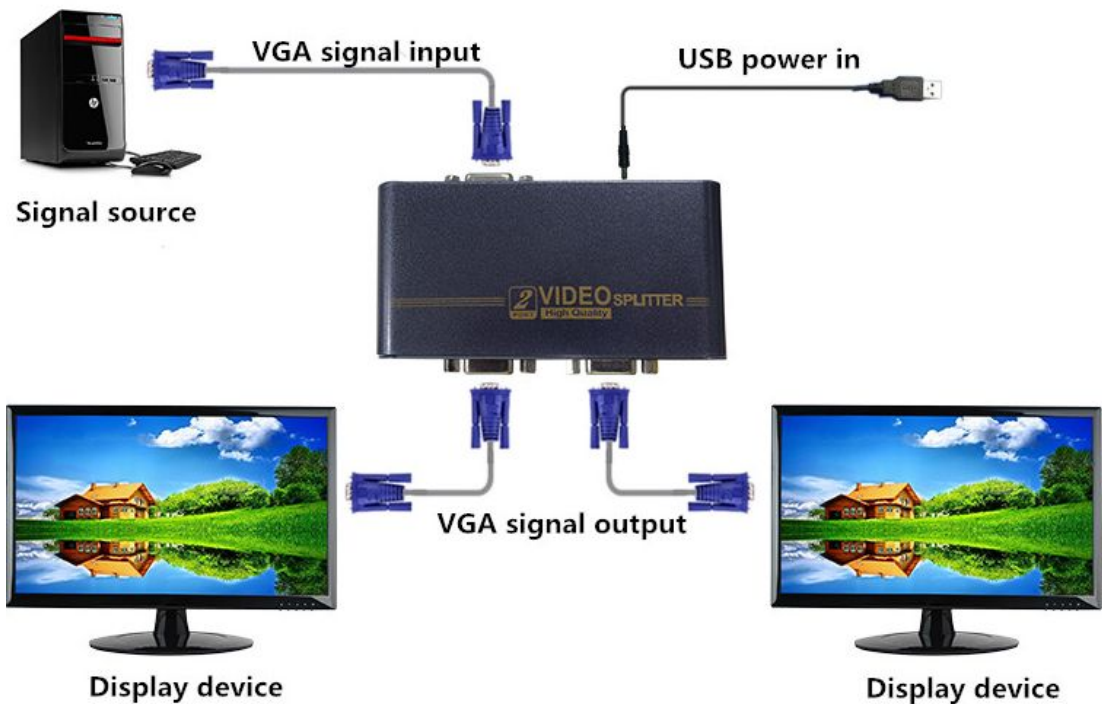 VGA signal input
USB power in
Signal source
2 VIDEO SPLITTER
PORT High Quality
VGA signal output
Display device
Display device